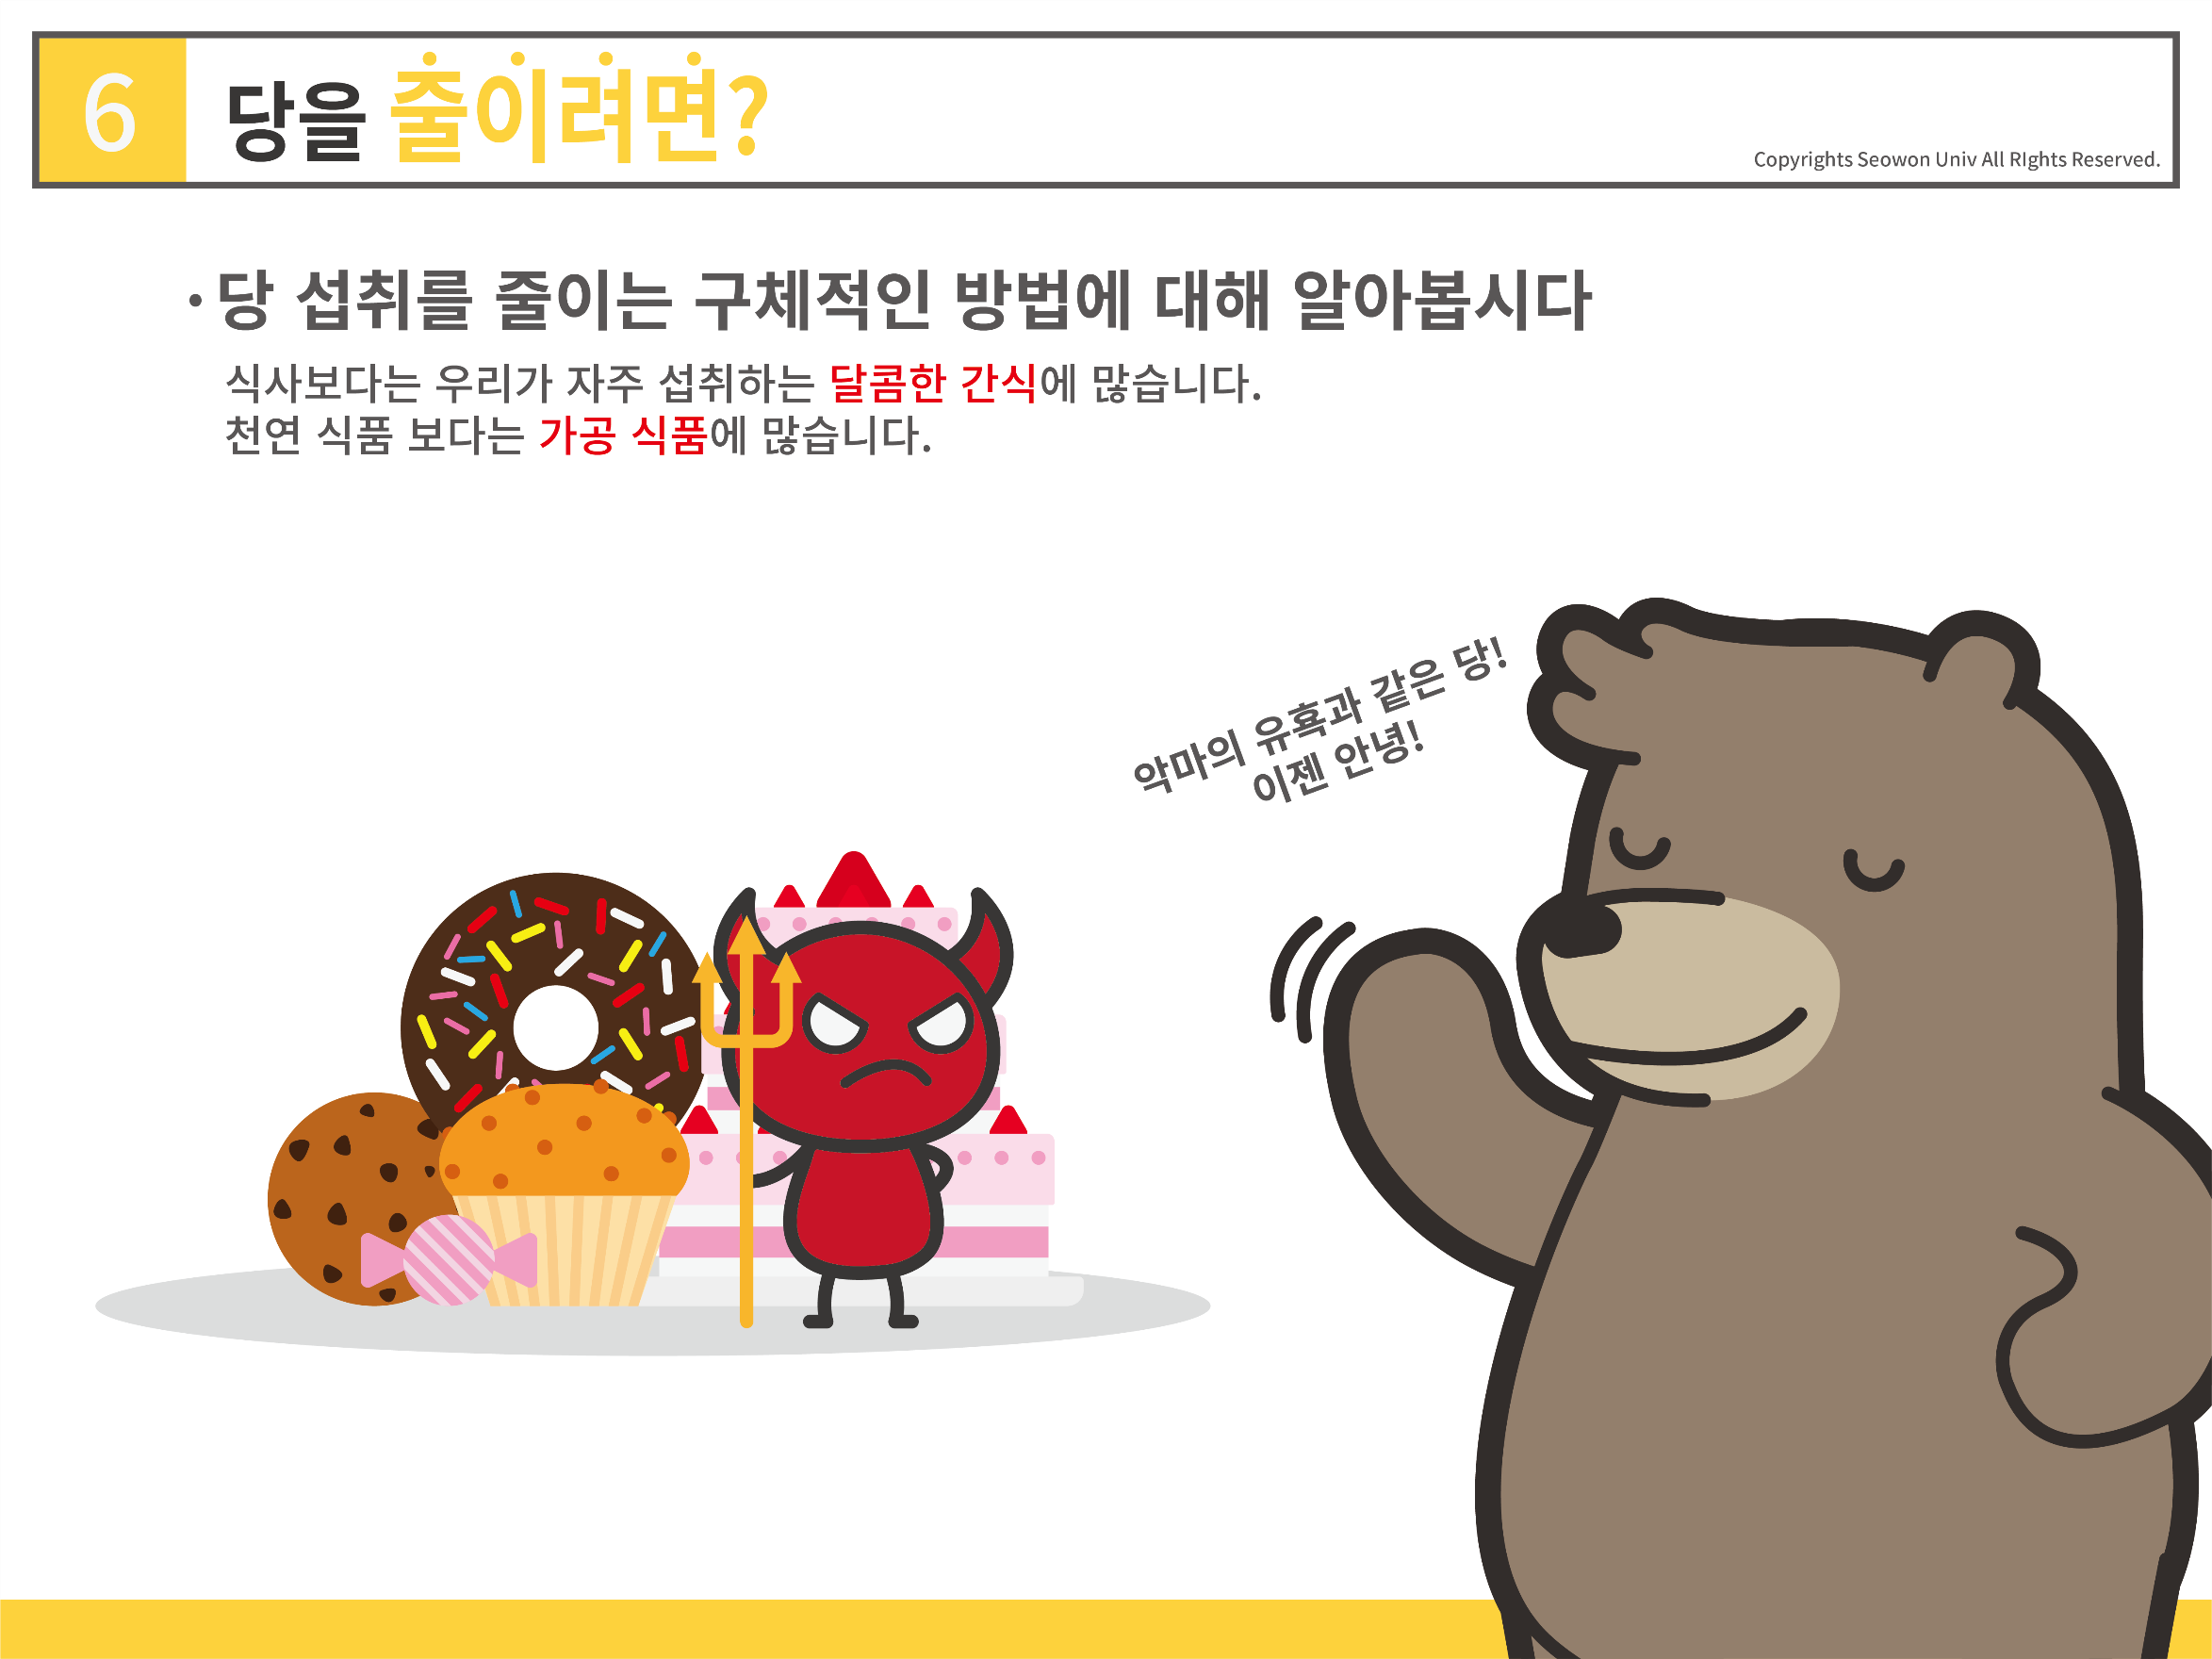 6
당을 줄이려면?
Copyrights Seowon Univ All RIghts Reserved.
· 당 섭취를 줄이는 구체적인 방법에 대해 알아봅시다
식사보다는 우리가 자주 섭취하는 달콤한 간식에 많습니다.
천연 식품 보다는 가공 식품에 많습니다.
악마의 유혹과 같은 당!
이젠 안녕!